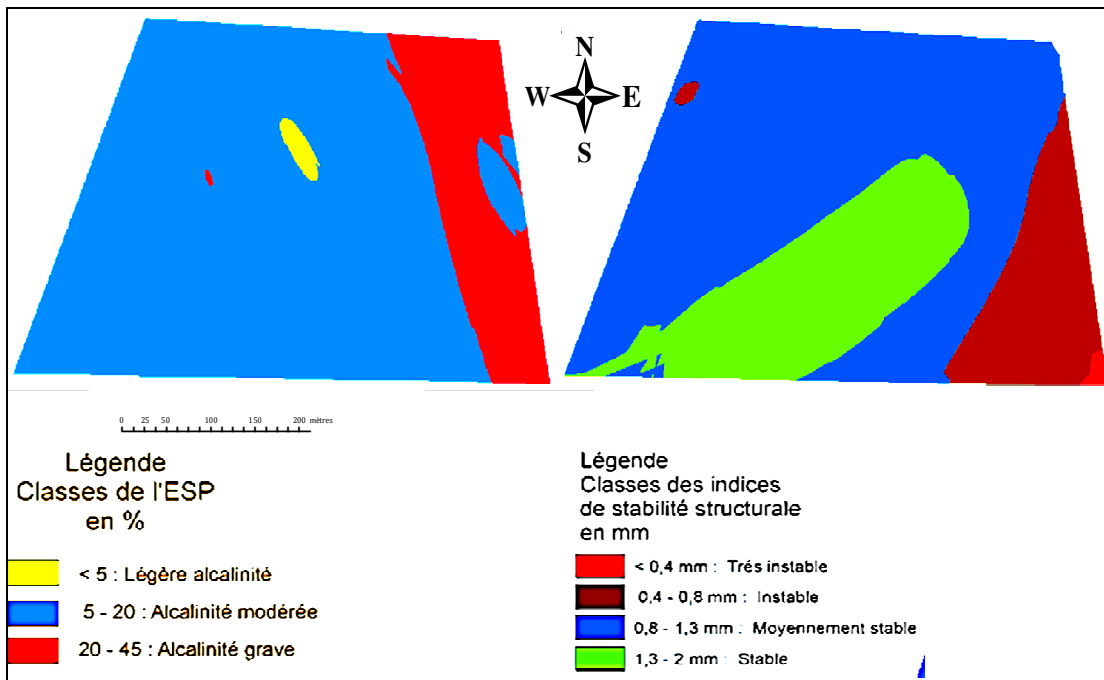 N
W E
S
0 25 50 100 150 200 mètres
Légende
Classes de l'ESP
en %
< 5 : Légère alcalinité
5 - 20 : Alcalinité modérée
20 - 45 : Alcalinité grave
Légende
Classes des indices
de stabilité structurale
en mm
< 0,4 mm : Trés instable
0,4 - 0,8 mm : Instable
0,8 - 1,3 mm : Moyennement stable
1,3 - 2 mm : Stable